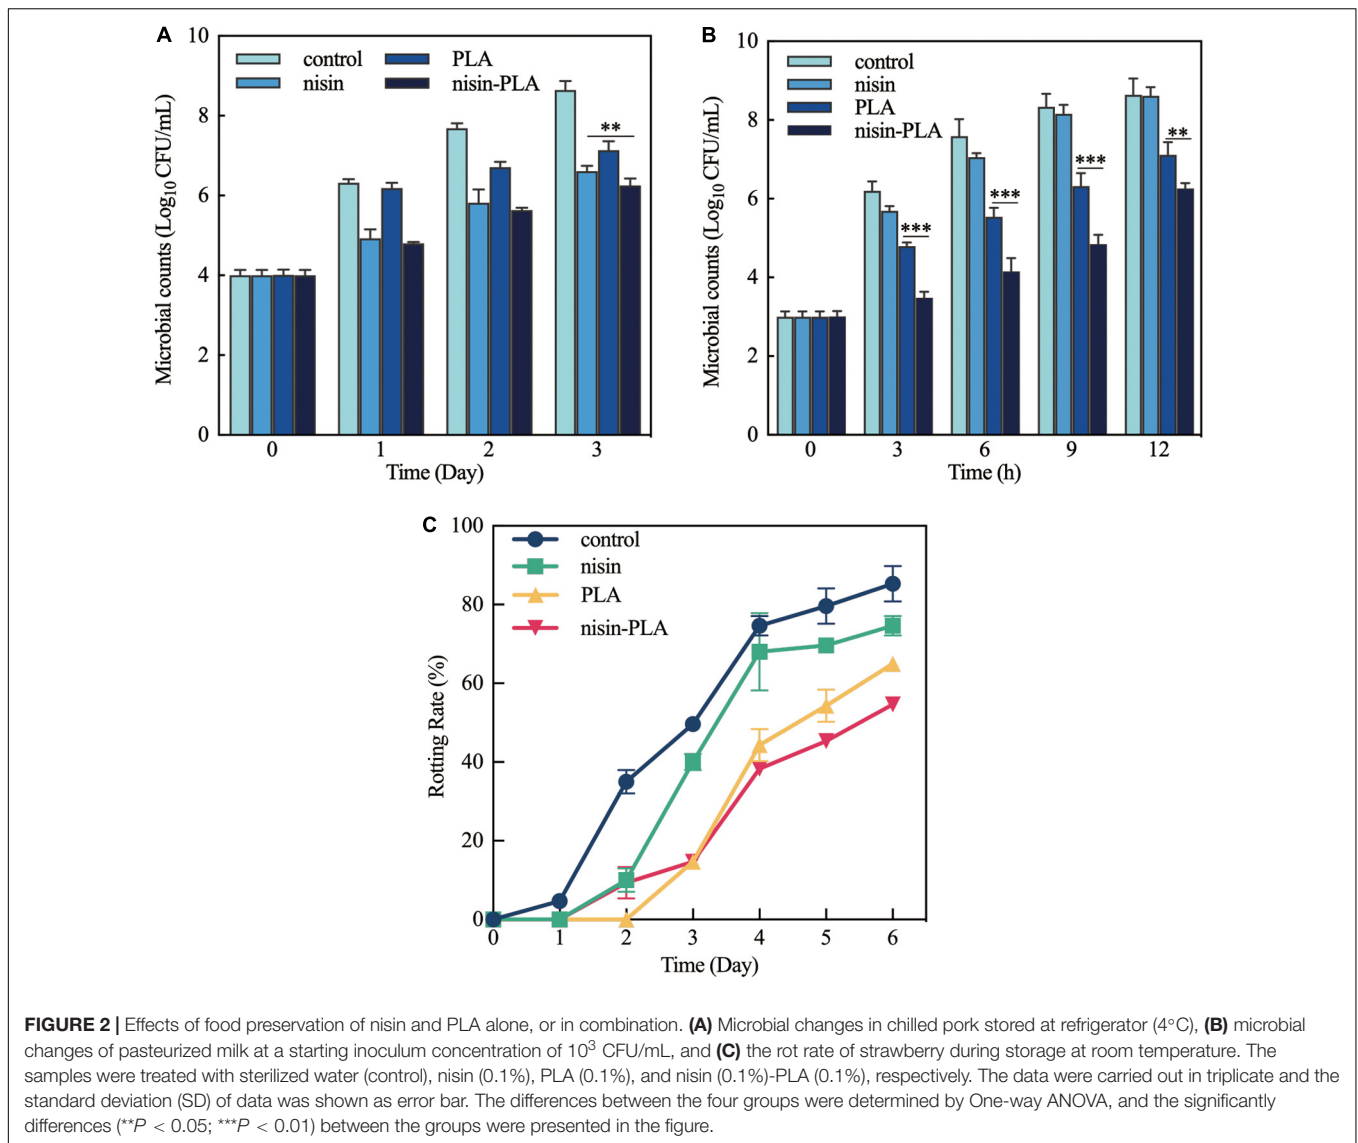 A
10
8
6
4
2
0
Microbial counts (Log10 CFU/mL)
control
nisin
PLA
nisin-PLA
**
0 1 2 3
Time (Day)
B
10
8
6
4
2
0
Microbial counts (Log10 CFU/mL)
control
nisin
PLA
nisin-PLA
***
***
***
**
0 3 6 9 12
Time (h)
C
100
80
60
40
20
0
Rotting Rate (%)
control
nisin
PLA
nisin-PLA
0 1 2 3 4 5 6
Time (Day)
FIGURE 2 | Effects of food preservation of nisin and PLA alone, or in combination. (A) Microbial changes in chilled pork stored at refrigerator (4°C), (B) microbial
changes of pasteurized milk at a starting inoculum concentration of 10³ CFU/mL, and (C) the rot rate of strawberry during storage at room temperature. The
samples were treated with sterilized water (control), nisin (0.1%), PLA (0.1%), and nisin (0.1%)-PLA (0.1%), respectively. The data were carried out in triplicate and the
standard deviation (SD) of data was shown as error bar. The differences between the four groups were determined by One-way ANOVA, and the significantly
differences (**P < 0.05; ***P < 0.01) between the groups were presented in the figure.